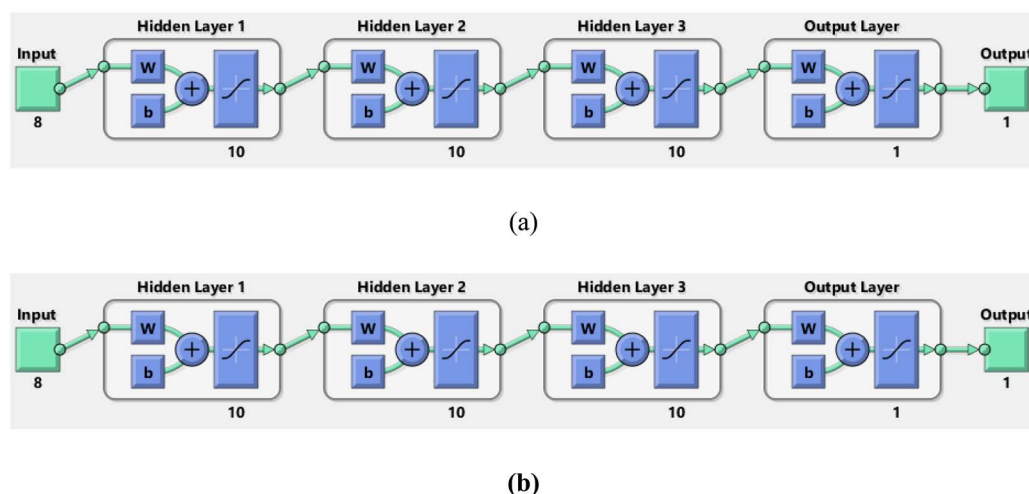 Hidden Layer 1 Hidden Layer 2 Hidden Layer 3 Output Layer
Input Output
W W W W
+ + + +
b b b b
8 1
10 10 10 1
(a)
Hidden Layer 1 Hidden Layer 2 Hidden Layer 3 Output Layer
Input Output
W W W W
+ + + +
b b b b
8 1
10 10 10 1
(b)